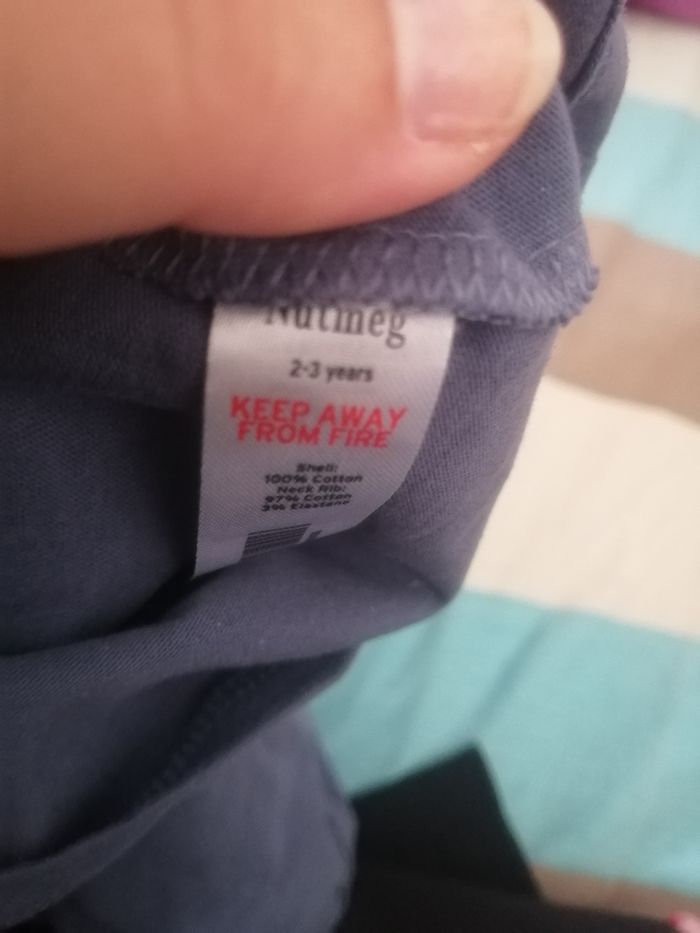 Nutmeg
2-3 years
KEEP AWAY
FROM FIRE
Shell:
100% Cotton
Neck Rib:
97% Cotton
3% Elastane